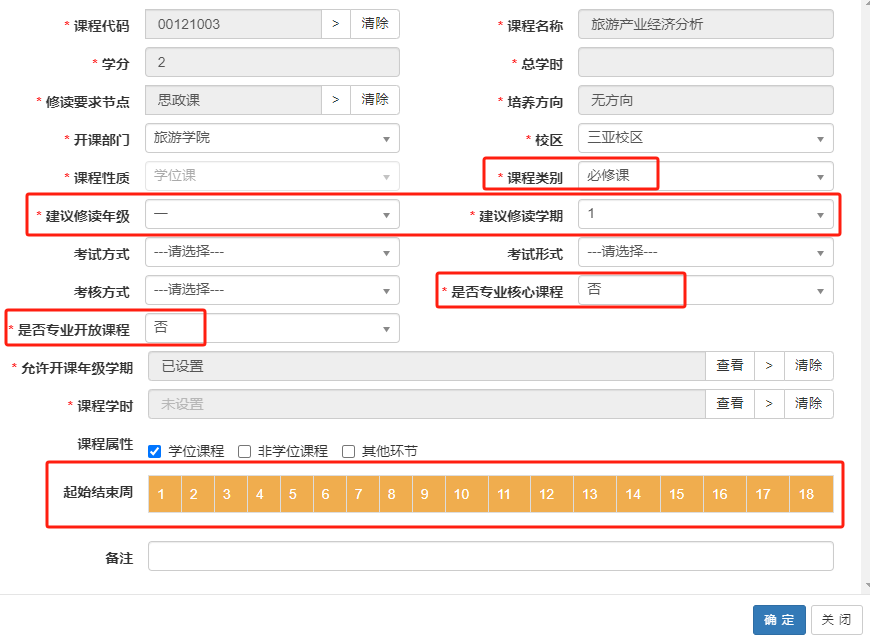 * 课程代码 00121003 > 清除 * 课程名称 旅游产业经济分析
* 学分 2 * 总学时
* 修读要求节点 思政课 > 清除 * 培养方向 无方向
* 开课部门 旅游学院 * 校区 三亚校区
* 课程性质 学位课 * 课程类别 必修课
* 建议修读年级 一 * 建议修读学期 1
考试方式 ---请选择--- 考试形式 ---请选择---
考核方式 ---请选择--- * 是否专业核心课程 否
* 是否专业开放课程 否
* 允许开课年级学期 已设置 查看 > 清除
* 课程学时 未设置 查看 > 清除
课程属性 学位课程 非学位课程 其他环节
起始结束周 1 2 3 4 5 6 7 8 9 10 11 12 13 14 15 16 17 18
备注
确 定 关 闭